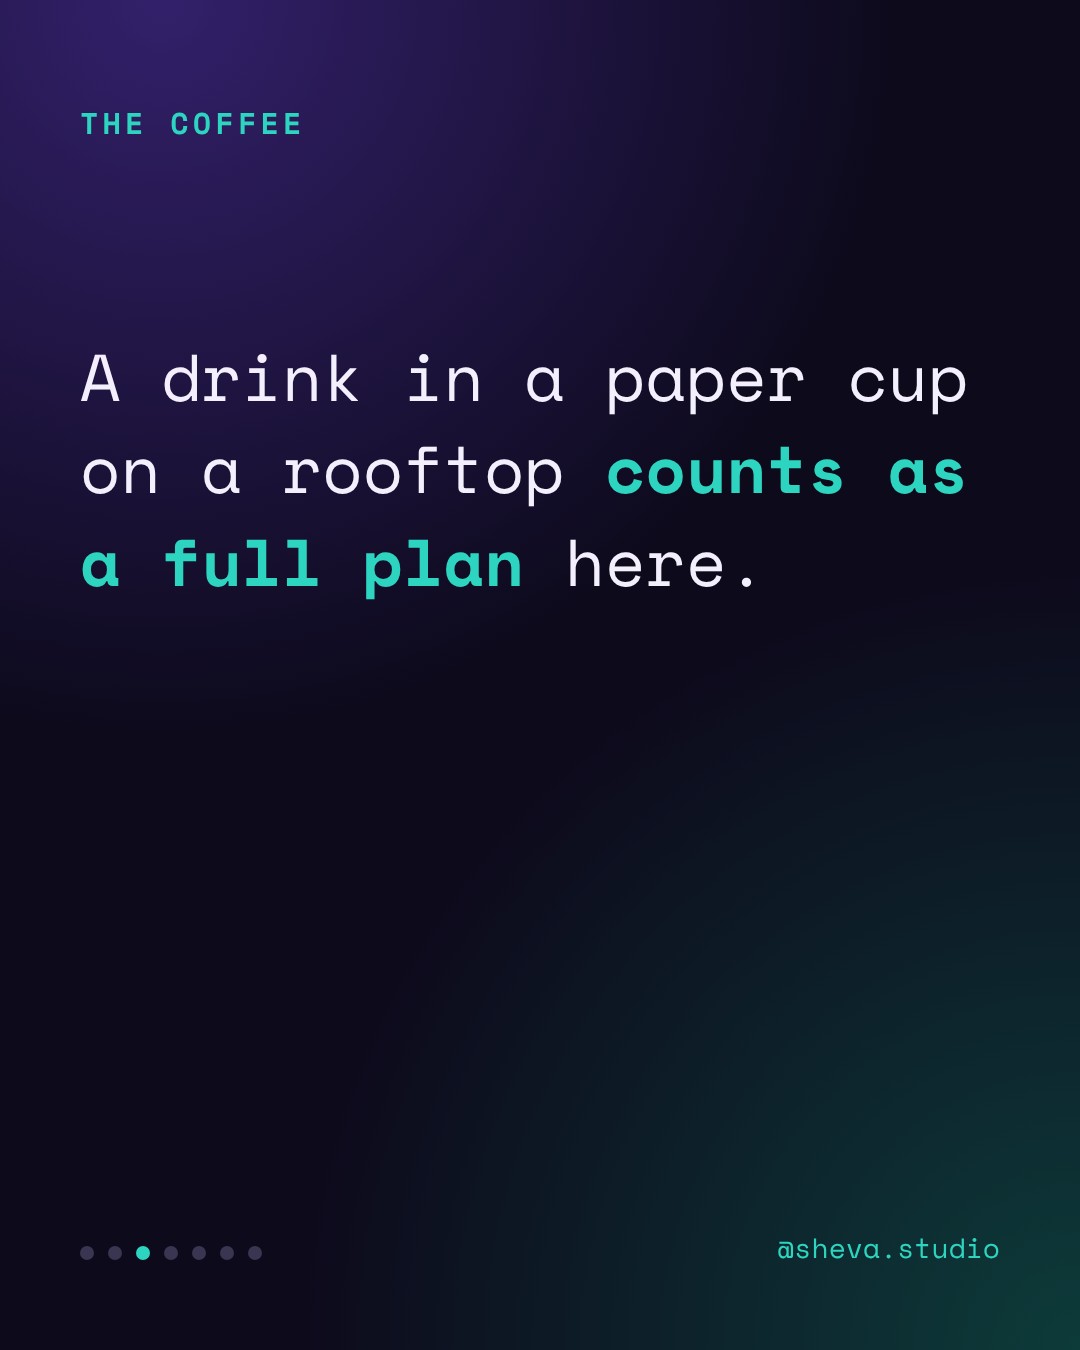 THE COFFEE
A drink in a paper cup
on a rooftop counts as
a full plan here.
@sheva.studio